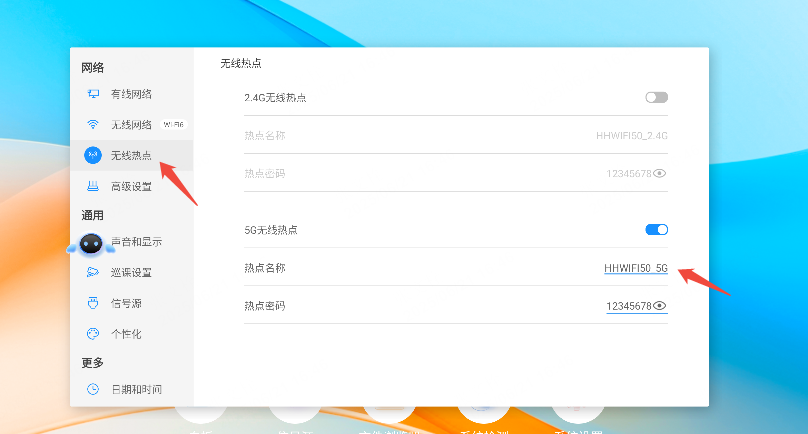 网络
有线网络
无线网络 WiFi6
无线热点
高级设置
通用
声音和显示
巡课设置
信号源
个性化
更多
日期和时间
无线热点
2.4G无线热点
热点名称 HHWIFI50_2.4G
热点密码 12345678
5G无线热点
热点名称 HHWIFI50_5G
热点密码 12345678